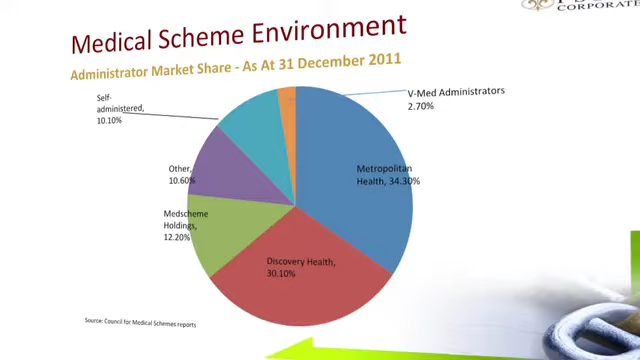 CORPORATE
Medical Scheme Environment
Administrator Market Share - As At 31 December 2011
Self-
administered,
10.10%
V-Med Administrators
2.70%
Other,
10.60%
Metropolitan
Health, 34.30%
Medscheme
Holdings,
12.20%
Discovery Health,
30.10%
Source: Council for Medical Schemes reports